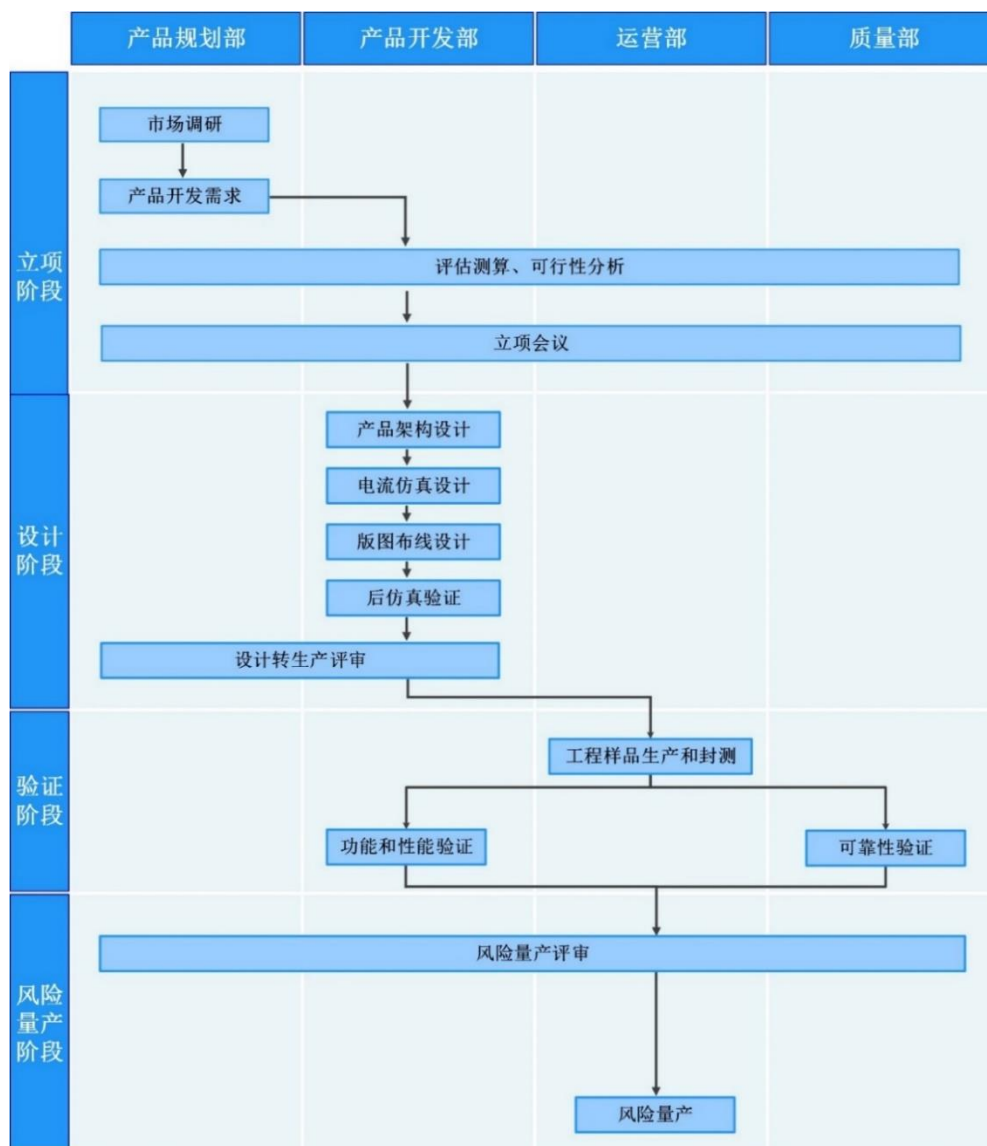 产品规划部
产品开发部
运营部
质量部
立项
阶段
市场调研
产品开发需求
评估测算、可行性分析
立项会议
设计
阶段
产品架构设计
电流仿真设计
版图布线设计
后仿真验证
设计转生产评审
验证
阶段
工程样品生产和封测
功能和性能验证
可靠性验证
风险
量产
阶段
风险量产评审
风险量产